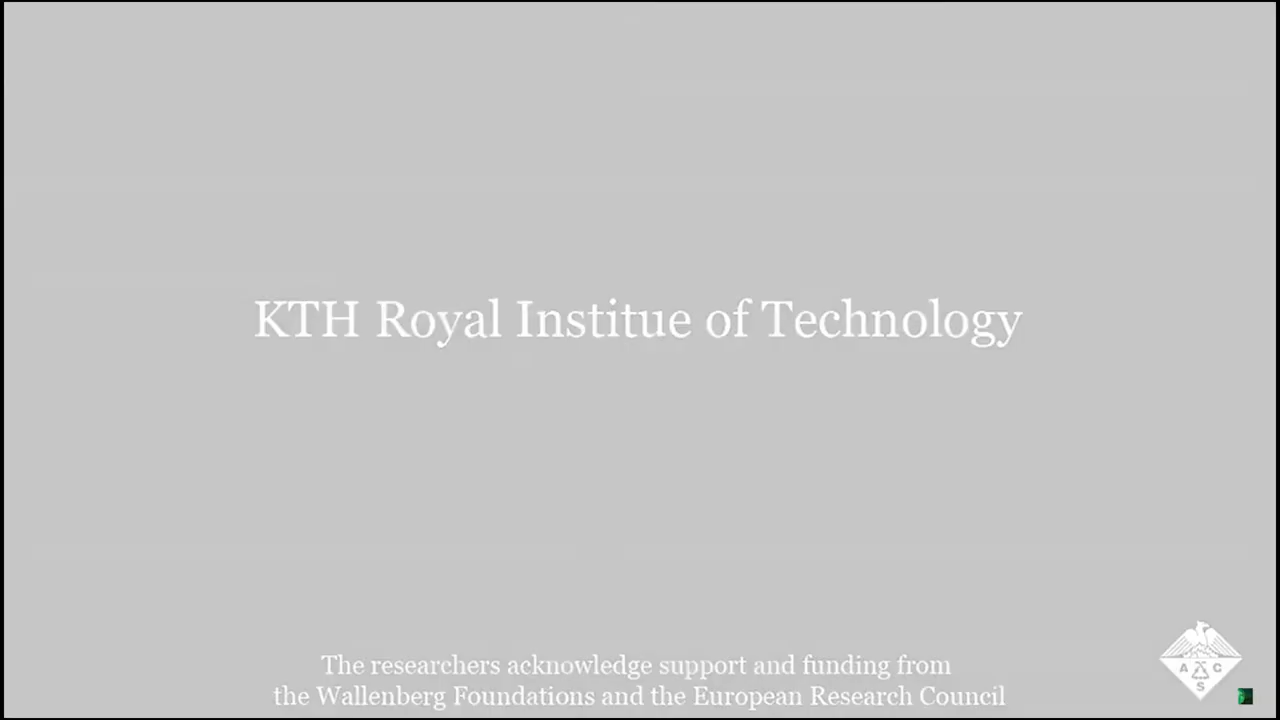 KTH Royal Institue of Technology
The researchers acknowledge support and funding from
the Wallenberg Foundations and the European Research Council
A C
S